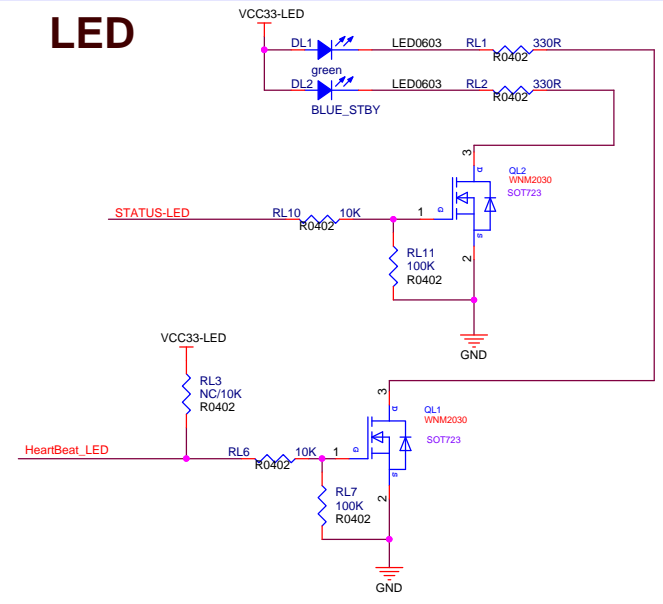 LED
VCC33-LED
DL1 LED0603 RL1 330R
green R0402
DL2 LED0603 RL2 330R
BLUE_STBY R0402
3
D
QL2
WNM2030
SOT723
STATUS-LED RL10 10K 1 G
R0402
S
2
RL11
100K
R0402
GND
VCC33-LED
RL3
NC/10K
R0402
3
D
QL1
WNM2030
SOT723
HeartBeat_LED RL6 10K 1 G
R0402
S
2
RL7
100K
R0402
GND